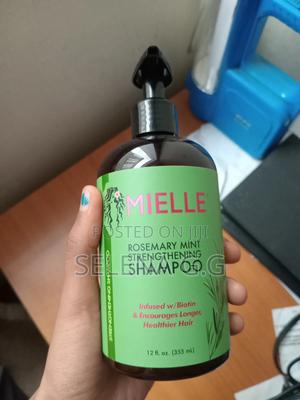 MIELLE
POSTED ON JIJI
ROSEMARY MINT
STRENGTHENING
SHAMPOO
Infused w/Biotin
& Encourages Longer,
Healthier Hair
12 fl. oz. (355 mL)